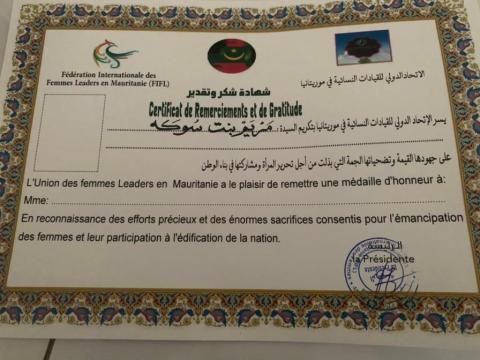 Fédération Internationale des
Femmes Leaders en Mauritanie (FIFL)
الاتحاد الدولي للقيادات النسائية في موريتانيا
شهادة شكر وتقدير
Certificat de Remerciements et de Gratitude
يسر الإتحاد الدولي للقيادات النسائية في موريتانيا بتكريم السيدة :
مريم بنت سوكه
على جهودها القيمة وتضحياتها الجمة التي بذلت من أجل تحرير المرأة ومشاركتها في بناء الوطن
L'Union des femmes Leaders en Mauritanie a le plaisir de remettre une médaille d'honneur à:
Mme:
En reconnaissance des efforts précieux et des énormes sacrifices consentis pour l'émancipation
des femmes et leur participation à l'édification de la nation.
الرئيسة
la Présidente